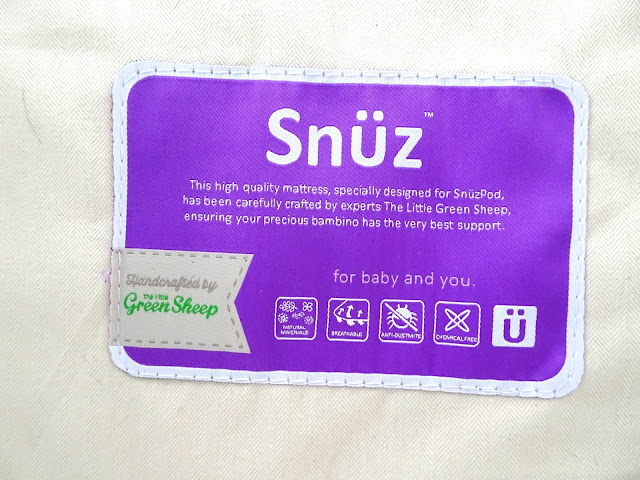 Snüz™
This high quality mattress, specially designed for SnüzPod,
has been carefully crafted by experts The Little Green Sheep,
ensuring your precious bambino has the very best support.
for baby and you.
Handcrafted by
the little
Green Sheep
NATURAL
MATERIALS
BREATHABLE
ANTI-DUSTMITE
CHEMICAL FREE
Ü